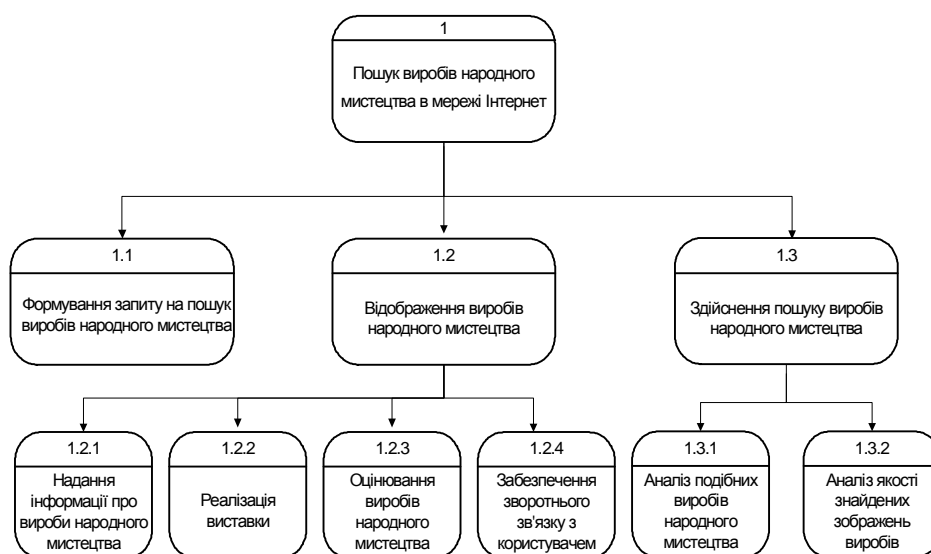 1
Пошук виробів народного
мистецтва в мережі Інтернет
1.1
Формування запиту на пошук
виробів народного мистецтва
1.2
Відображення виробів
народного мистецтва
1.3
Здійснення пошуку виробів
народного мистецтва
1.2.1
Надання
інформації про
вироби народного
мистецтва
1.2.2
Реалізація
виставки
1.2.3
Оцінювання
виробів
народного
мистецтва
1.2.4
Забезпечення
зворотнього
зв'язку з
користувачем
1.3.1
Аналіз подібних
виробів
народного
мистецтва
1.3.2
Аналіз якості
знайдених
зображень
виробів